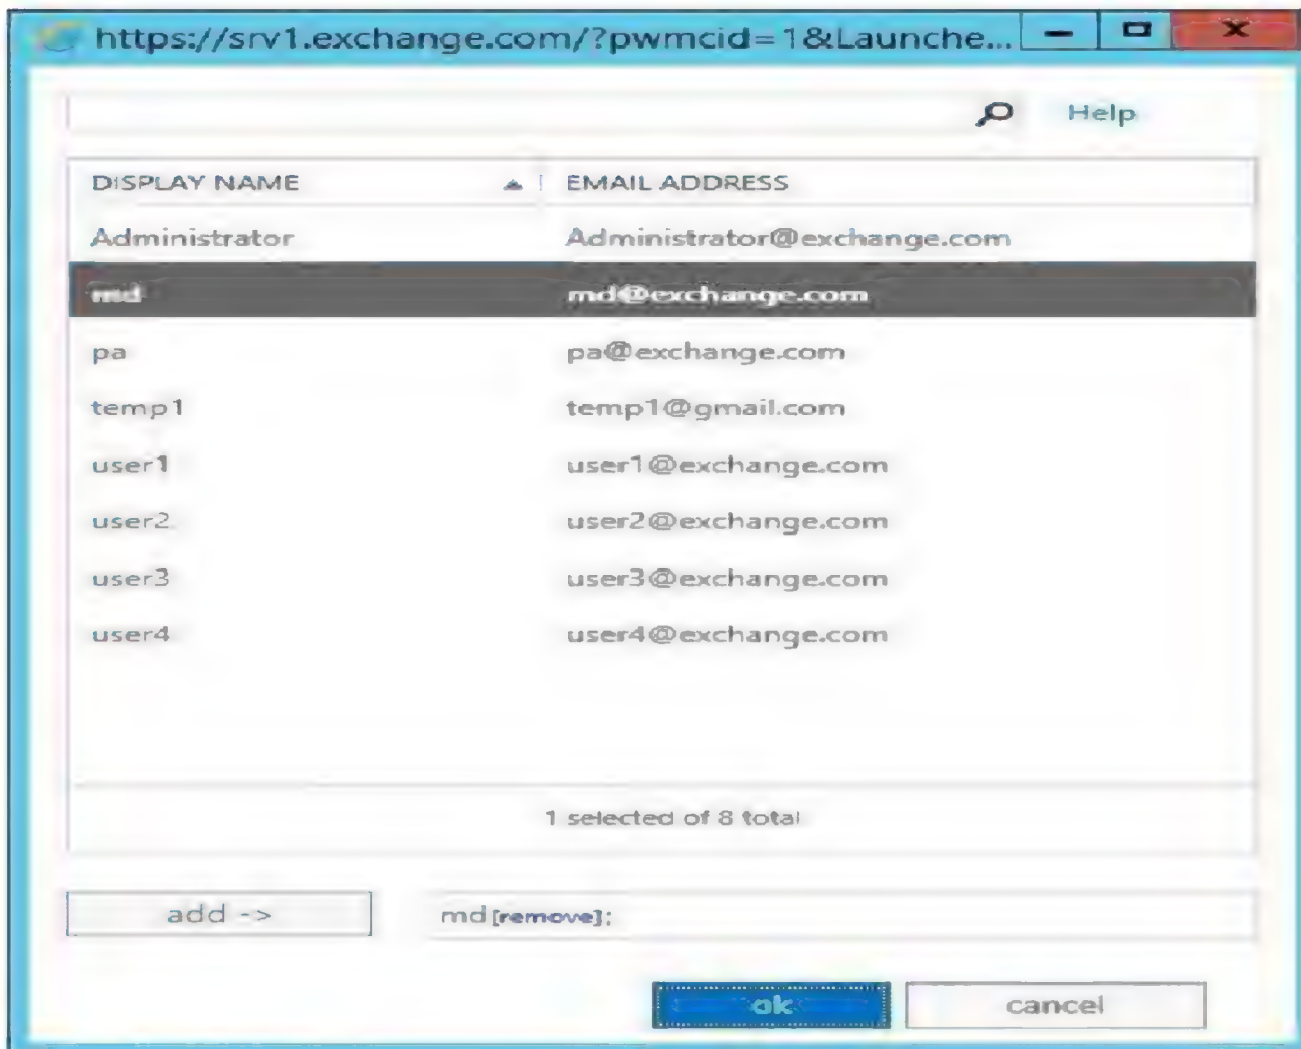 https://srv1.exchange.com/?pwmcid=1&Launche...
Help
DISPLAY NAME EMAIL ADDRESS
Administrator Administrator@exchange.com
md md@exchange.com
pa pa@exchange.com
temp1 temp1@gmail.com
user1 user1@exchange.com
user2 user2@exchange.com
user3 user3@exchange.com
user4 user4@exchange.com
1 selected of 8 total
add -> md[remove];
ok cancel